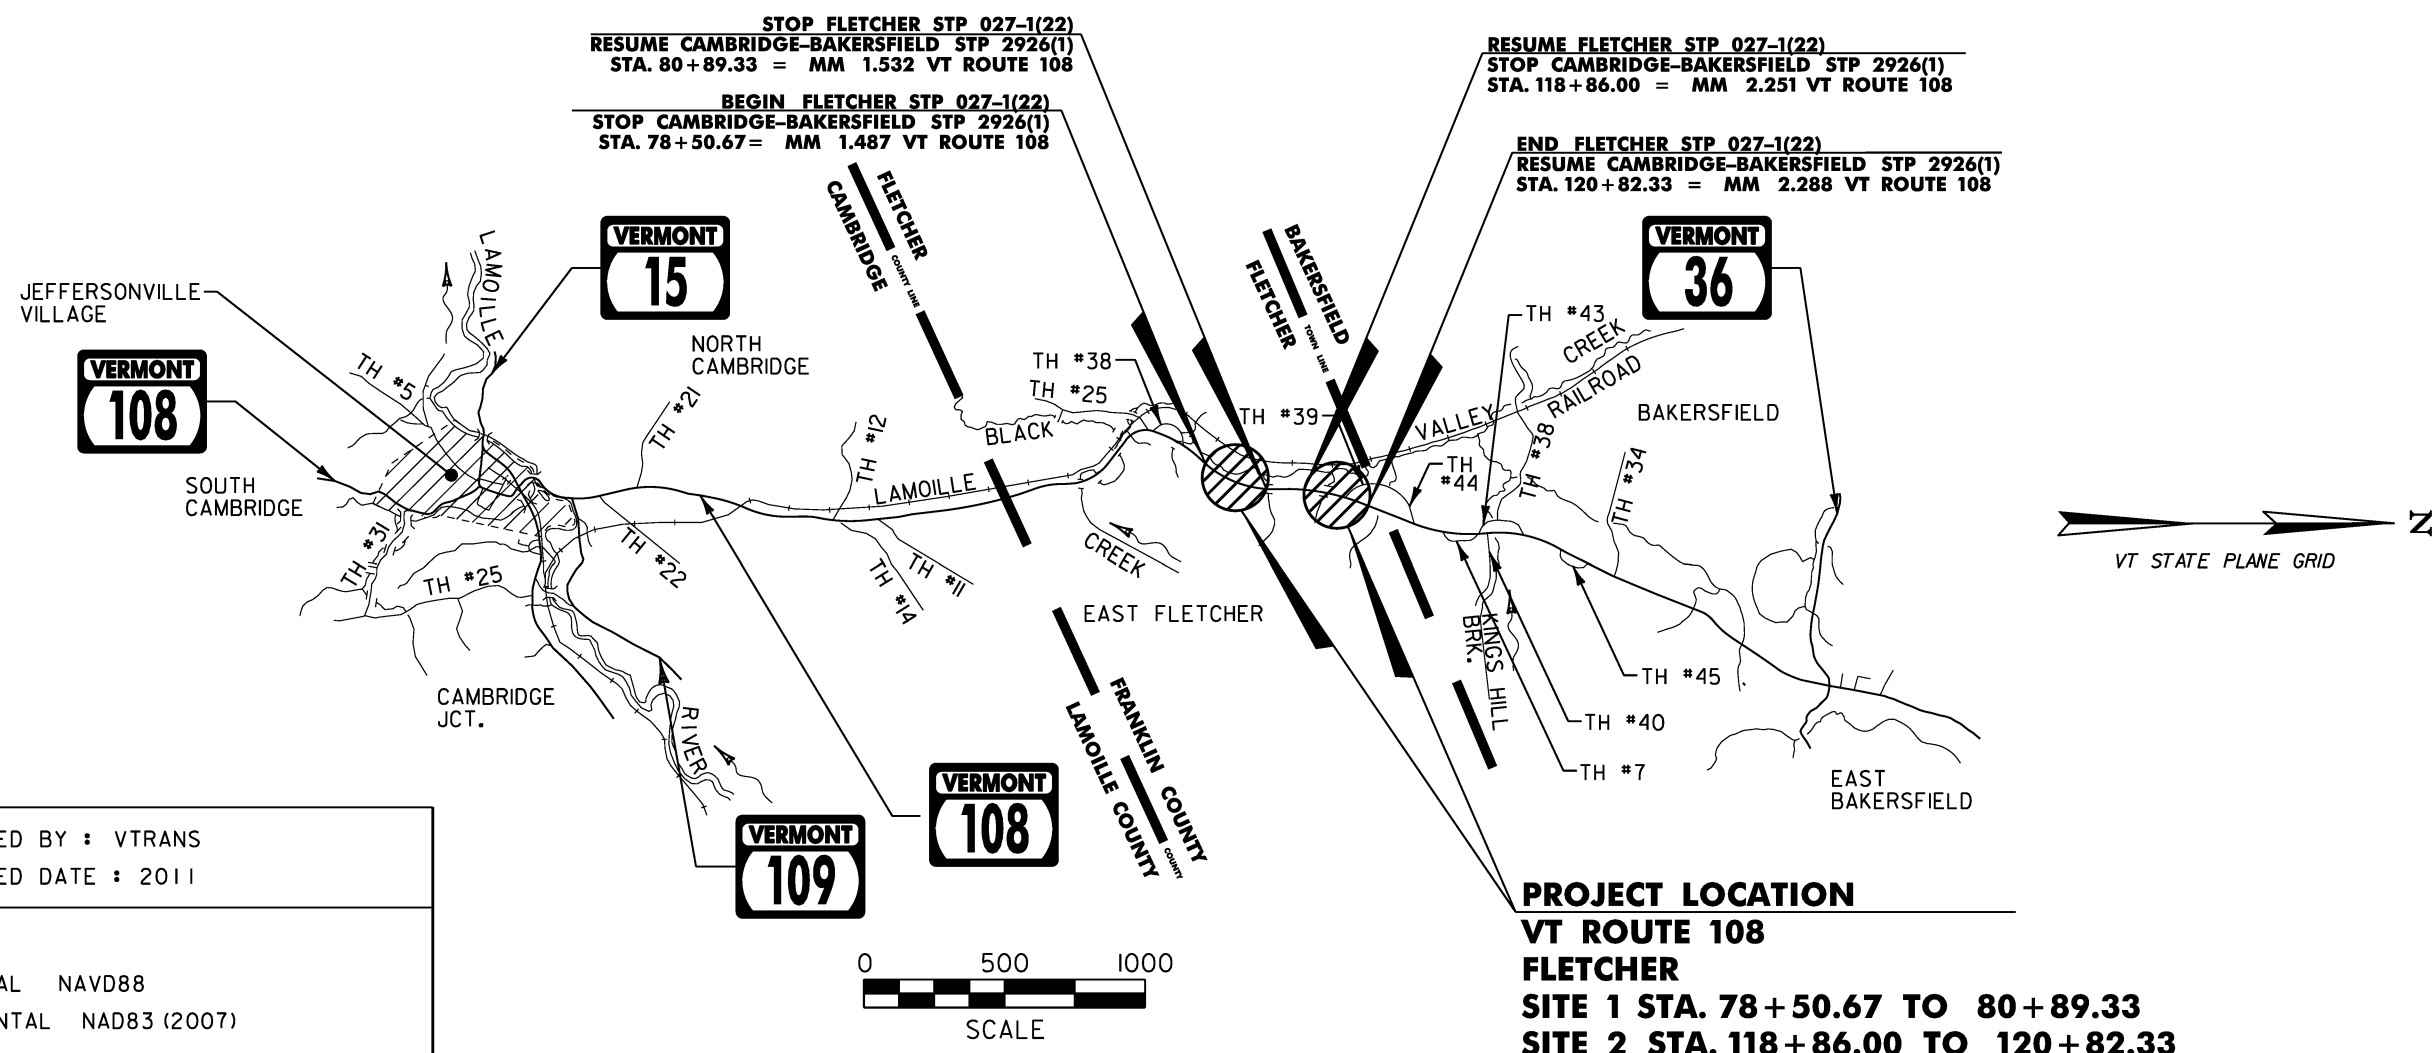 STOP FLETCHER STP 027-1(22)
RESUME CAMBRIDGE-BAKERSFIELD STP 2926(1)
STA. 80+89.33 = MM 1.532 VT ROUTE 108
BEGIN FLETCHER STP 027-1(22)
STOP CAMBRIDGE-BAKERSFIELD STP 2926(1)
STA. 78+50.67= MM 1.487 VT ROUTE 108
RESUME FLETCHER STP 027-1(22)
STOP CAMBRIDGE-BAKERSFIELD STP 2926(1)
STA. 118+86.00 = MM 2.251 VT ROUTE 108
END FLETCHER STP 027-1(22)
RESUME CAMBRIDGE-BAKERSFIELD STP 2926(1)
STA. 120+82.33 = MM 2.288 VT ROUTE 108
FLETCHER
CAMBRIDGE
COUNTY LINE
BAKERSFIELD
FLETCHER
TOWN LINE
VERMONT
15
VERMONT
36
JEFFERSONVILLE
VILLAGE
LAMOILLE
VERMONT
108
TH #5
NORTH
CAMBRIDGE
TH #21
TH #12
TH #38
TH #25
BLACK
TH #39
TH #43
CREEK
VALLEY
RAILROAD
BAKERSFIELD
TH #38
TH #34
TH
#44
SOUTH
CAMBRIDGE
LAMOILLE
TH #31
TH #25
TH #22
TH #14
TH #11
CREEK
EAST FLETCHER
KINGS HILL
BRK.
TH #45
TH #40
TH #7
VT STATE PLANE GRID
N
CAMBRIDGE
JCT.
RIVER
FRANKLIN COUNTY
LAMOILLE COUNTY
COUNTY
EAST
BAKERSFIELD
VERMONT
109
VERMONT
108
ED BY : VTRANS
ED DATE : 2011
AL NAVD88
NTAL NAD83 (2007)
0 500 1000
SCALE
PROJECT LOCATION
VT ROUTE 108
FLETCHER
SITE 1 STA. 78+50.67 TO 80+89.33
SITE 2 STA. 118+86.00 TO 120+82.33